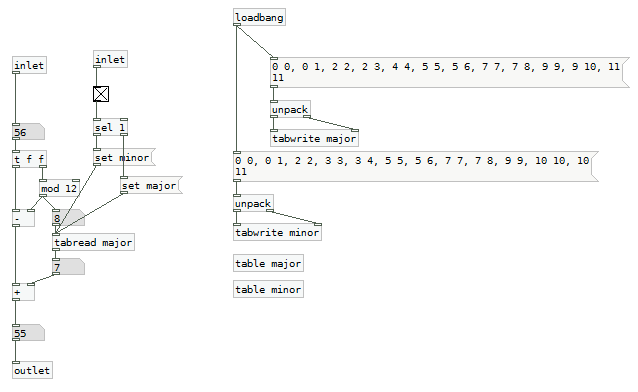 loadbang
inlet
inlet
0 0, 0 1, 2 2, 2 3, 4 4, 5 5, 5 6, 7 7, 7 8, 9 9, 9 10, 11
11
unpack
tabwrite major
56
sel 1
t f f
set minor
0 0, 0 1, 2 2, 3 3, 3 4, 5 5, 5 6, 7 7, 7 8, 9 9, 10 10, 10
11
set major
mod 12
unpack
-
8
tabwrite minor
tabread major
7
table major
table minor
+
55
outlet